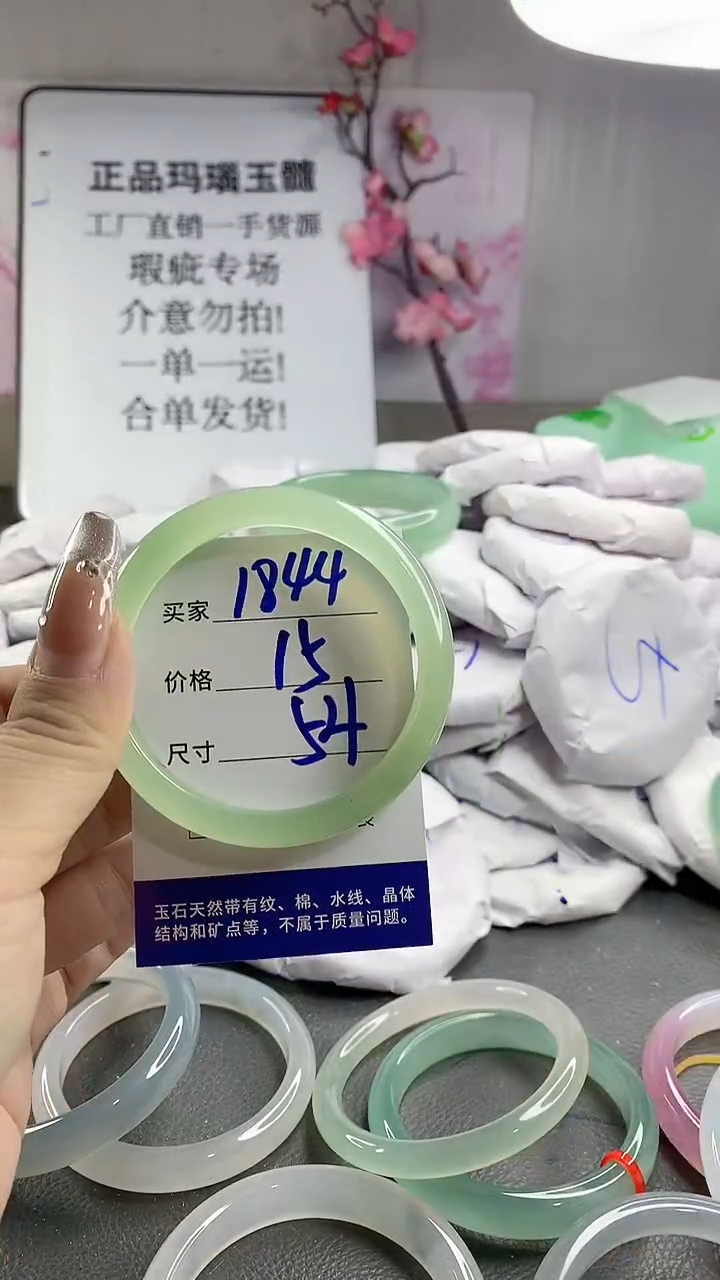 正品玛瑙玉髓
工厂直销一手货源
瑕疵专场
介意勿拍!
一单一运!
合单发货!
买家 1844
价格 15
尺寸 54
玉石天然带有纹、棉、水线、晶体
结构和矿点等，不属于质量问题。